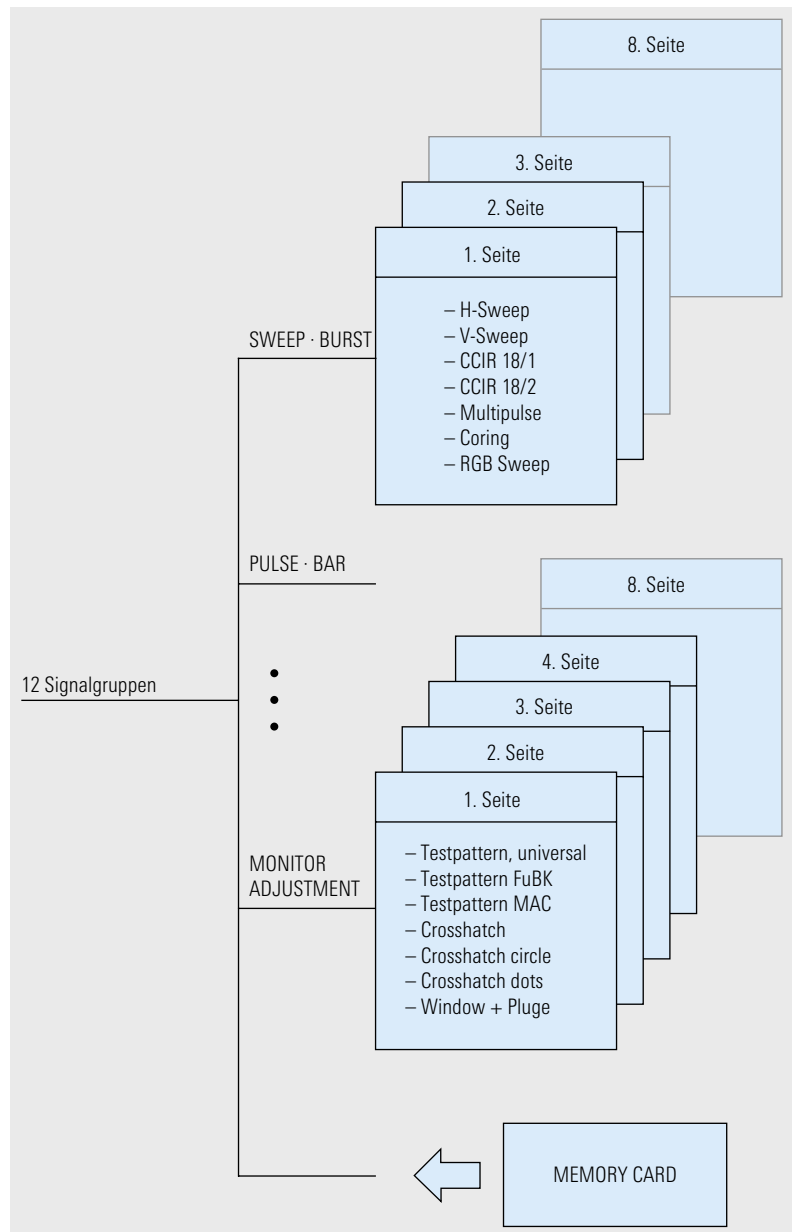 8. Seite
3. Seite
2. Seite
1. Seite
– H-Sweep
– V-Sweep
– CCIR 18/1
– CCIR 18/2
– Multipulse
– Coring
– RGB Sweep
SWEEP · BURST
PULSE · BAR
8. Seite
4. Seite
3. Seite
2. Seite
1. Seite
12 Signalgruppen
– Testpattern, universal
– Testpattern FuBK
– Testpattern MAC
– Crosshatch
– Crosshatch circle
– Crosshatch dots
– Window + Pluge
MONITOR
ADJUSTMENT
MEMORY CARD